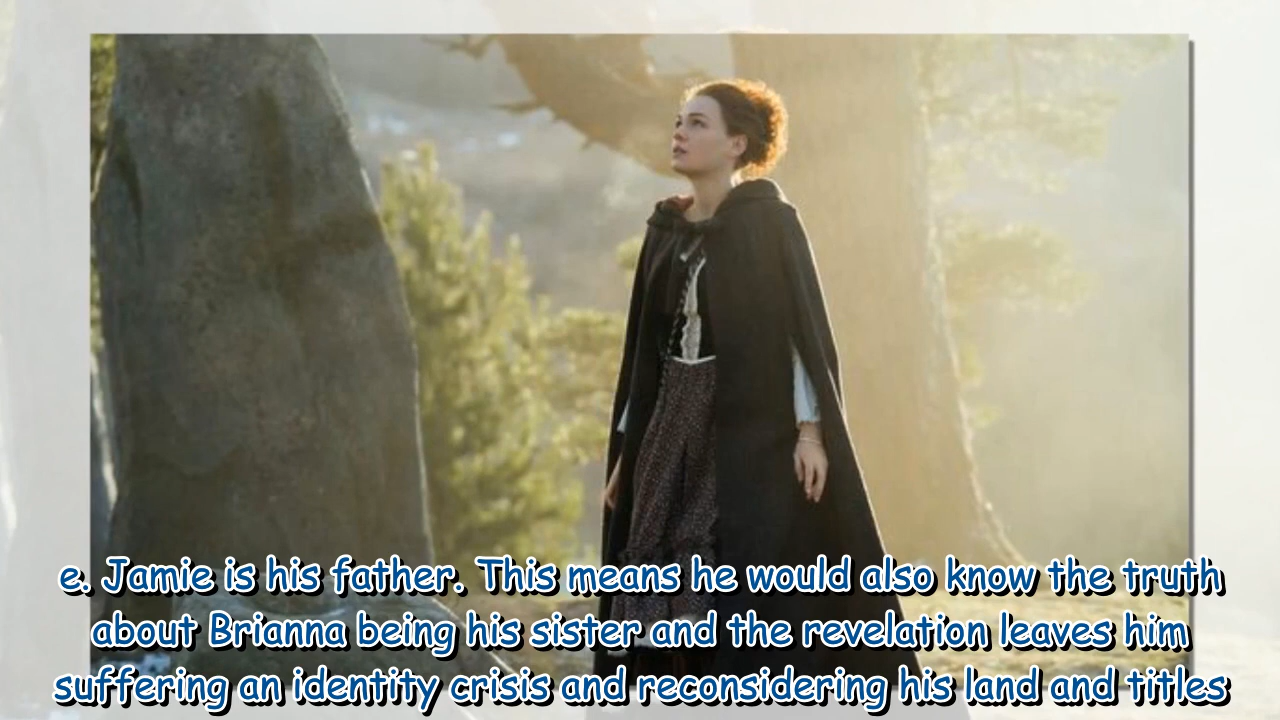 e. Jamie is his father. This means he would also know the truth
about Brianna being his sister and the revelation leaves him
suffering an identity crisis and reconsidering his land and titles